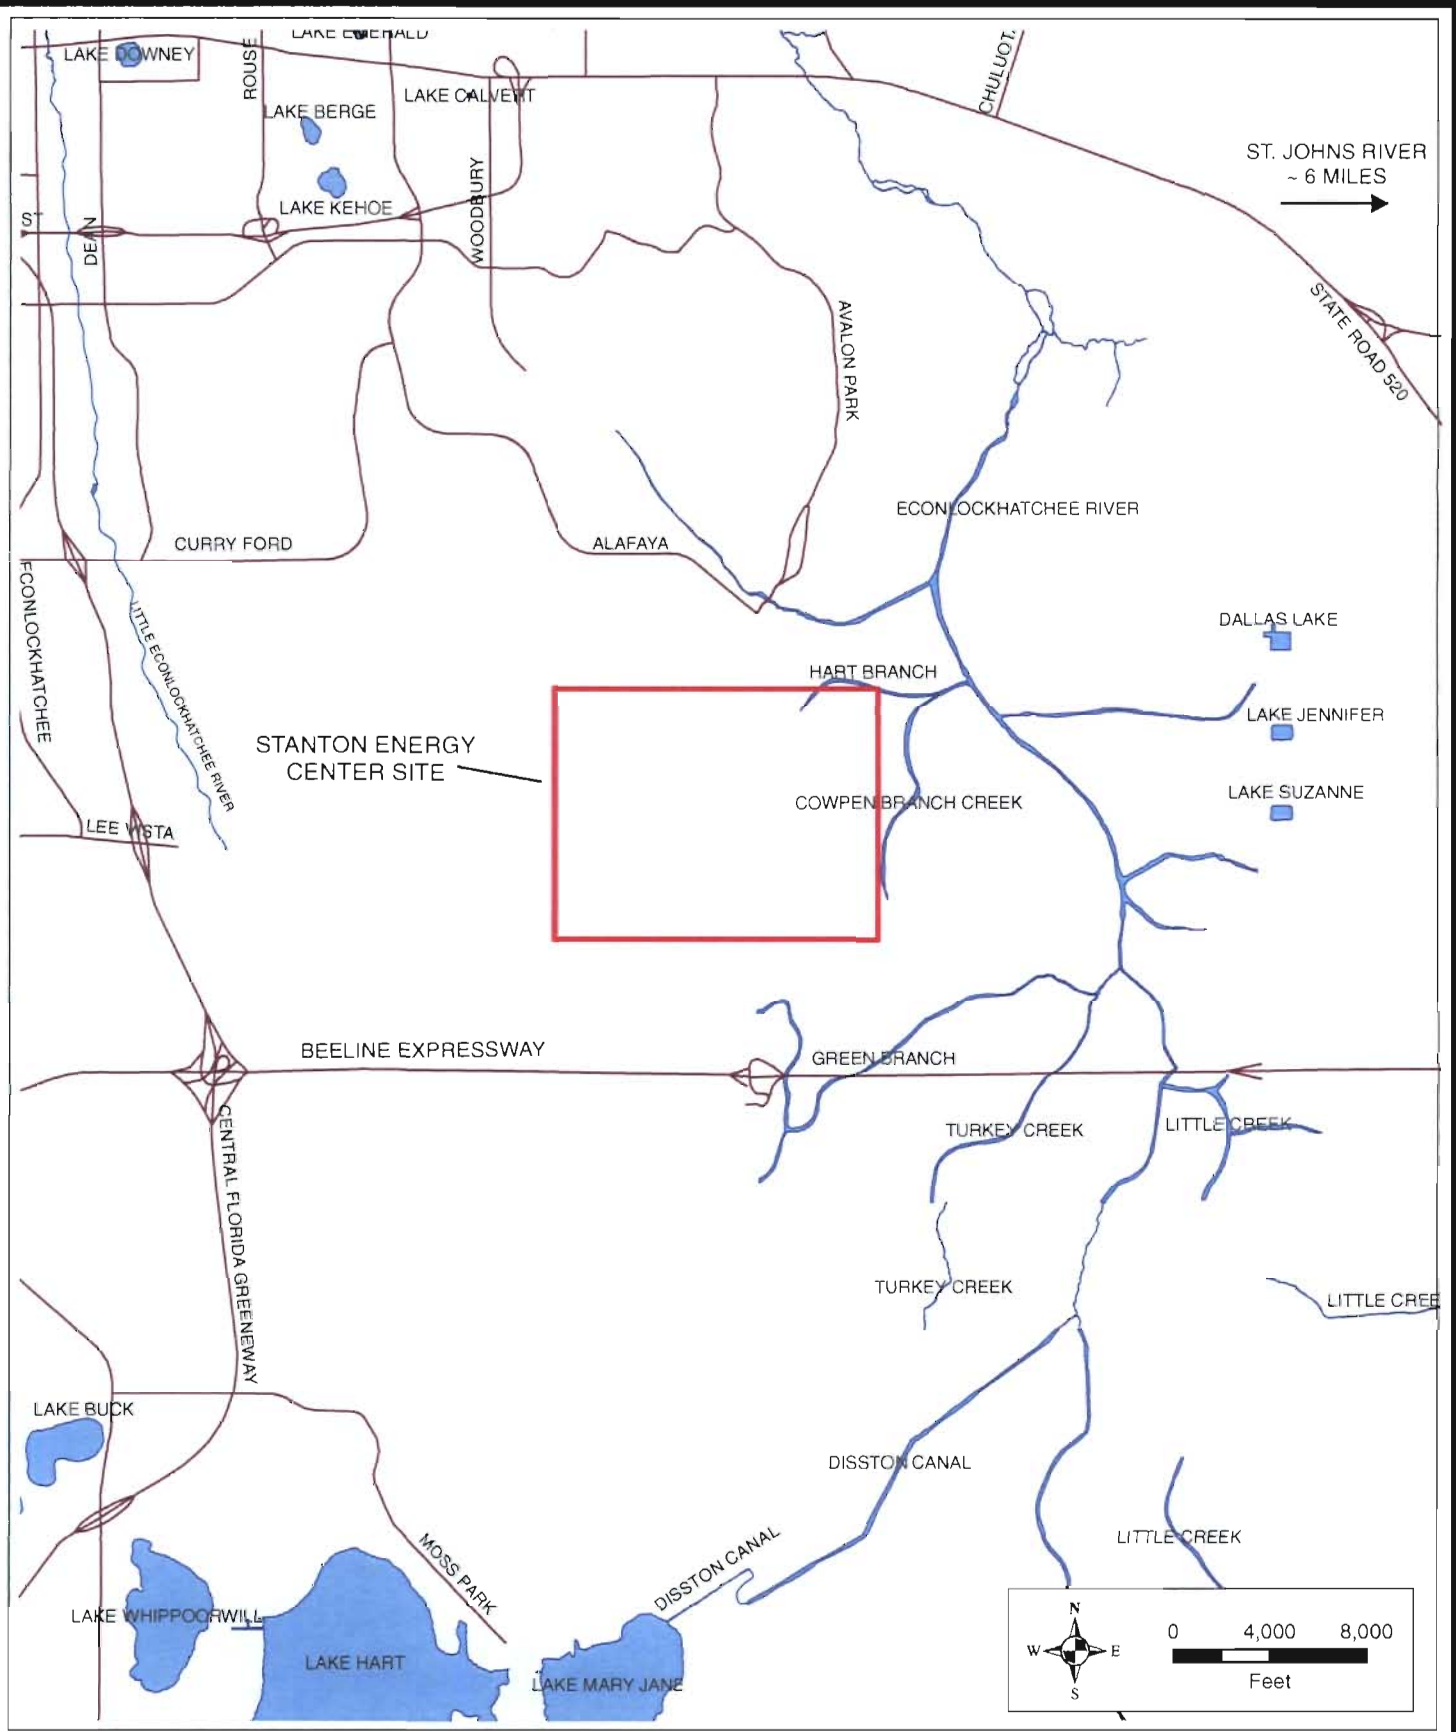 LAKE EMERALD
LAKE DOWNEY
ROUSE
LAKE CALVERT
LAKE BERGE
CHULUOT
ST. JOHNS RIVER
~ 6 MILES
WOODBURY
LAKE KEHOE
ST
DEAN
STATE ROAD 520
AVALON PARK
ECONLOCKHATCHEE RIVER
CURRY FORD
ALAFAYA
ECONLOCKHATCHEE
LITTLE ECONLOCKHATCHEE RIVER
DALLAS LAKE
HART BRANCH
LAKE JENNIFER
STANTON ENERGY
CENTER SITE
COWPEN BRANCH CREEK
LAKE SUZANNE
LEE VISTA
BEELINE EXPRESSWAY
GREEN BRANCH
CENTRAL FLORIDA GREENEWAY
TURKEY CREEK
LITTLE CREEK
TURKEY CREEK
LITTLE CREE
LAKE BUCK
DISSTON CANAL
MOSS PARK
DISSTON CANAL
LITTLE CREEK
LAKE WHIPPOORWILL
LAKE HART
LAKE MARY JANE
N
W E
S
0 4,000 8,000
Feet